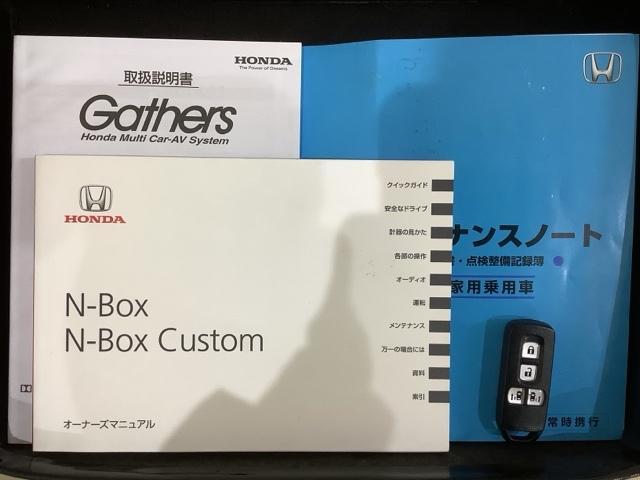 HONDA
The Power of Dreams
取扱説明書
Gathers
Honda Multi Car-AV System
HONDA
N-Box
N-Box Custom
オーナーズマニュアル
クイックガイド
安全なドライブ
計器の見かた
各部の操作
オーディオ
運転
メンテナンス
万一の場合には
資料
索引
ナンスノート
・点検整備記録簿
家用乗用車
常時携行